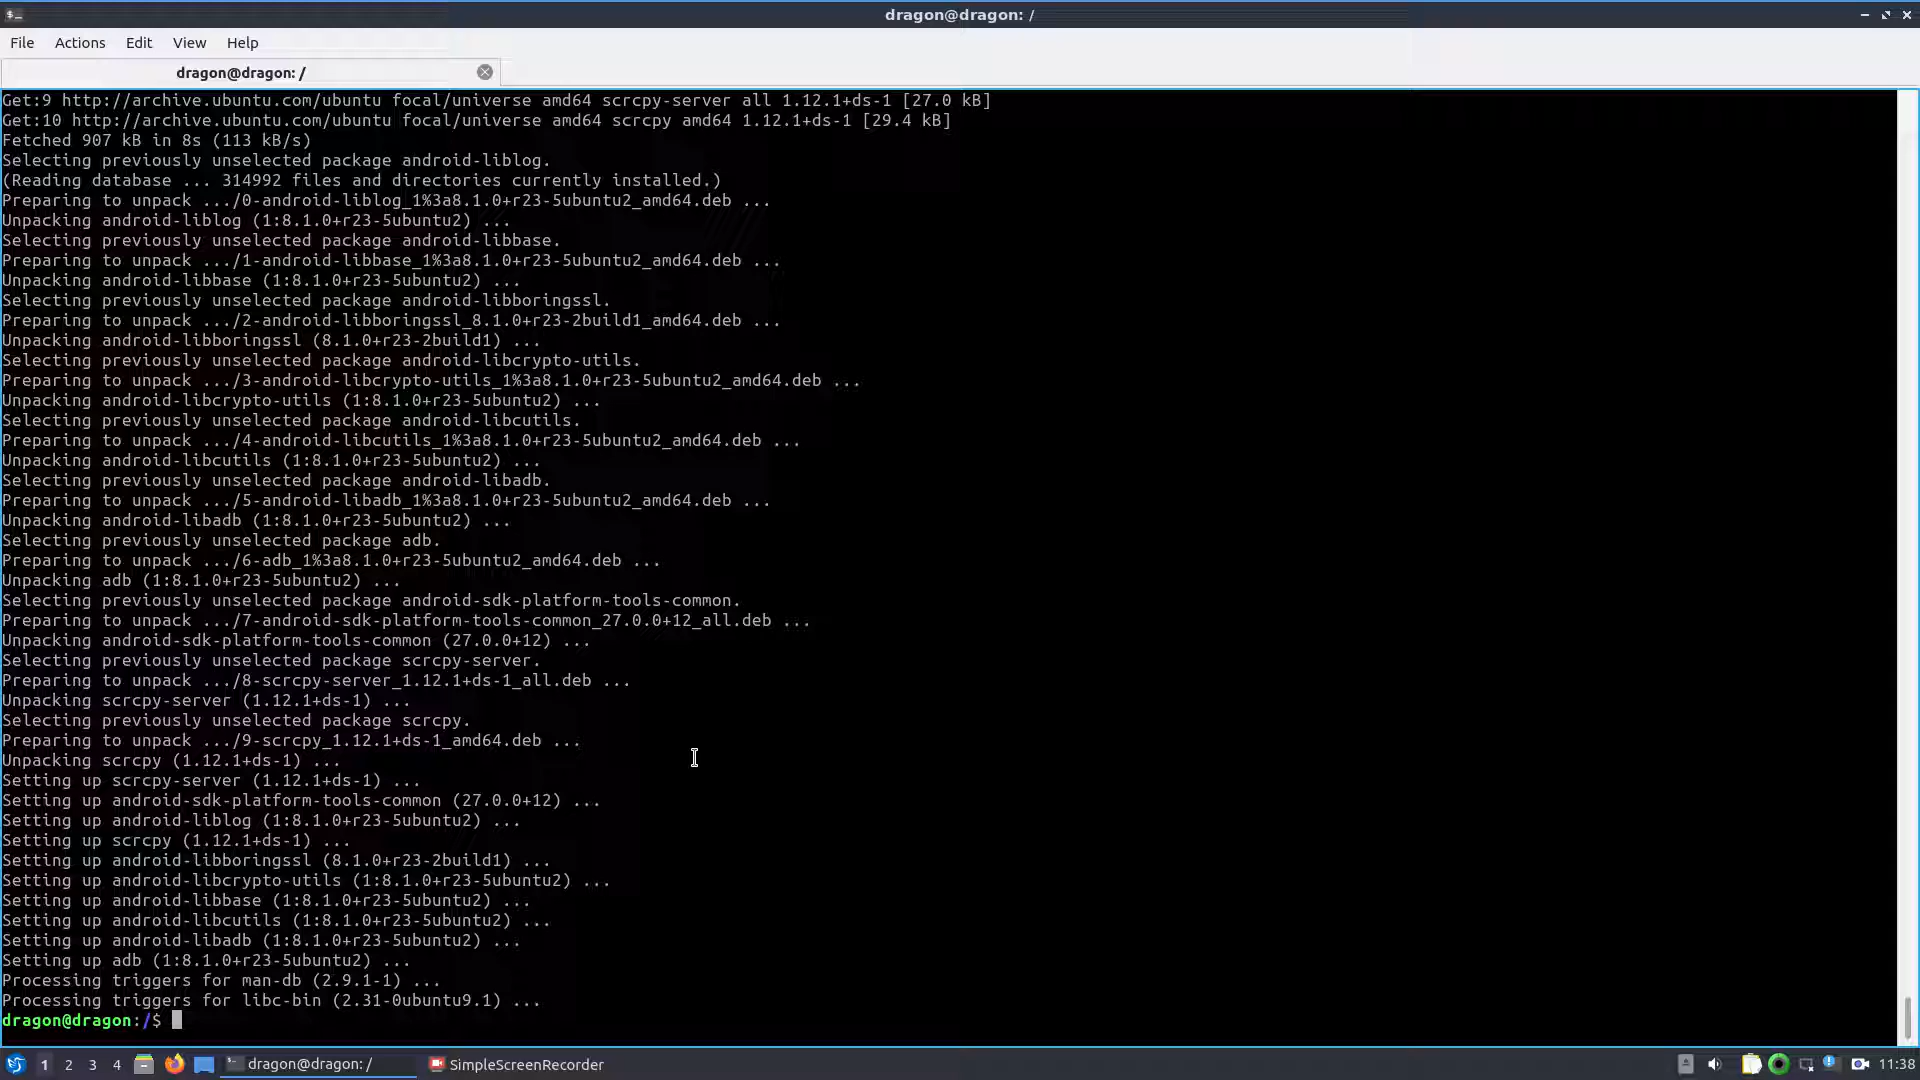 dragon@dragon: /
File Actions Edit View Help
dragon@dragon: /
Get:9 http://archive.ubuntu.com/ubuntu focal/universe amd64 scrcpy-server all 1.12.1+ds-1 [27.0 kB]
Get:10 http://archive.ubuntu.com/ubuntu focal/universe amd64 scrcpy amd64 1.12.1+ds-1 [29.4 kB]
Fetched 907 kB in 8s (113 kB/s)
Selecting previously unselected package android-liblog.
(Reading database ... 314992 files and directories currently installed.)
Preparing to unpack .../0-android-liblog_1%3a8.1.0+r23-5ubuntu2_amd64.deb ...
Unpacking android-liblog (1:8.1.0+r23-5ubuntu2) ...
Selecting previously unselected package android-libbase.
Preparing to unpack .../1-android-libbase_1%3a8.1.0+r23-5ubuntu2_amd64.deb ...
Unpacking android-libbase (1:8.1.0+r23-5ubuntu2) ...
Selecting previously unselected package android-libboringssl.
Preparing to unpack .../2-android-libboringssl_8.1.0+r23-2build1_amd64.deb ...
Unpacking android-libboringssl (8.1.0+r23-2build1) ...
Selecting previously unselected package android-libcrypto-utils.
Preparing to unpack .../3-android-libcrypto-utils_1%3a8.1.0+r23-5ubuntu2_amd64.deb ...
Unpacking android-libcrypto-utils (1:8.1.0+r23-5ubuntu2) ...
Selecting previously unselected package android-libcutils.
Preparing to unpack .../4-android-libcutils_1%3a8.1.0+r23-5ubuntu2_amd64.deb ...
Unpacking android-libcutils (1:8.1.0+r23-5ubuntu2) ...
Selecting previously unselected package android-libadb.
Preparing to unpack .../5-android-libadb_1%3a8.1.0+r23-5ubuntu2_amd64.deb ...
Unpacking android-libadb (1:8.1.0+r23-5ubuntu2) ...
Selecting previously unselected package adb.
Preparing to unpack .../6-adb_1%3a8.1.0+r23-5ubuntu2_amd64.deb ...
Unpacking adb (1:8.1.0+r23-5ubuntu2) ...
Selecting previously unselected package android-sdk-platform-tools-common.
Preparing to unpack .../7-android-sdk-platform-tools-common_27.0.0+12_all.deb ...
Unpacking android-sdk-platform-tools-common (27.0.0+12) ...
Selecting previously unselected package scrcpy-server.
Preparing to unpack .../8-scrcpy-server_1.12.1+ds-1_all.deb ...
Unpacking scrcpy-server (1.12.1+ds-1) ...
Selecting previously unselected package scrcpy.
Preparing to unpack .../9-scrcpy_1.12.1+ds-1_amd64.deb ...
Unpacking scrcpy (1.12.1+ds-1) ...
Setting up scrcpy-server (1.12.1+ds-1) ...
Setting up android-sdk-platform-tools-common (27.0.0+12) ...
Setting up android-liblog (1:8.1.0+r23-5ubuntu2) ...
Setting up scrcpy (1.12.1+ds-1) ...
Setting up android-libboringssl (8.1.0+r23-2build1) ...
Setting up android-libcrypto-utils (1:8.1.0+r23-5ubuntu2) ...
Setting up android-libbase (1:8.1.0+r23-5ubuntu2) ...
Setting up android-libcutils (1:8.1.0+r23-5ubuntu2) ...
Setting up android-libadb (1:8.1.0+r23-5ubuntu2) ...
Setting up adb (1:8.1.0+r23-5ubuntu2) ...
Processing triggers for man-db (2.9.1-1) ...
Processing triggers for libc-bin (2.31-0ubuntu9.1) ...
dragon@dragon:/$
1 2 3 4 dragon@dragon: / SimpleScreenRecorder 11:38